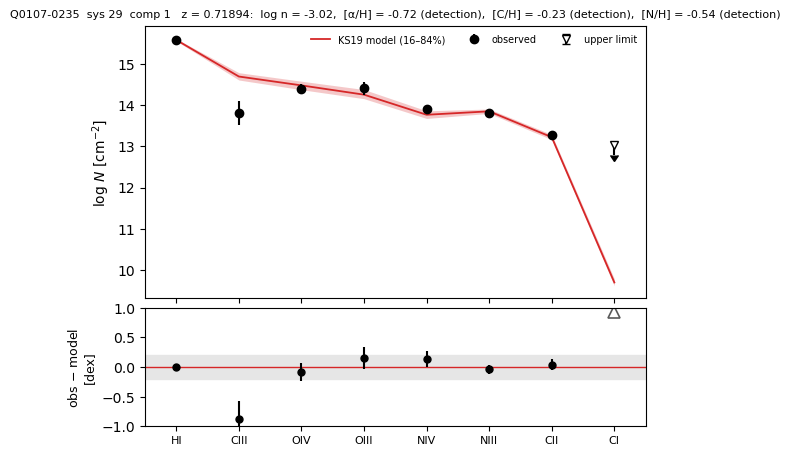 Q0107-0235  sys 29  comp 1   z = 0.71894:  log n = -3.02,  [α/H] = -0.72 (detection),  [C/H] = -0.23 (detection),  [N/H] = -0.54 (detection)
KS19 model (16–84%)
observed
upper limit
log N [cm⁻²]
15
14
13
12
11
10
obs − model
[dex]
1.0
0.5
0.0
−0.5
−1.0
HI
CIII
OIV
OIII
NIV
NIII
CII
CI